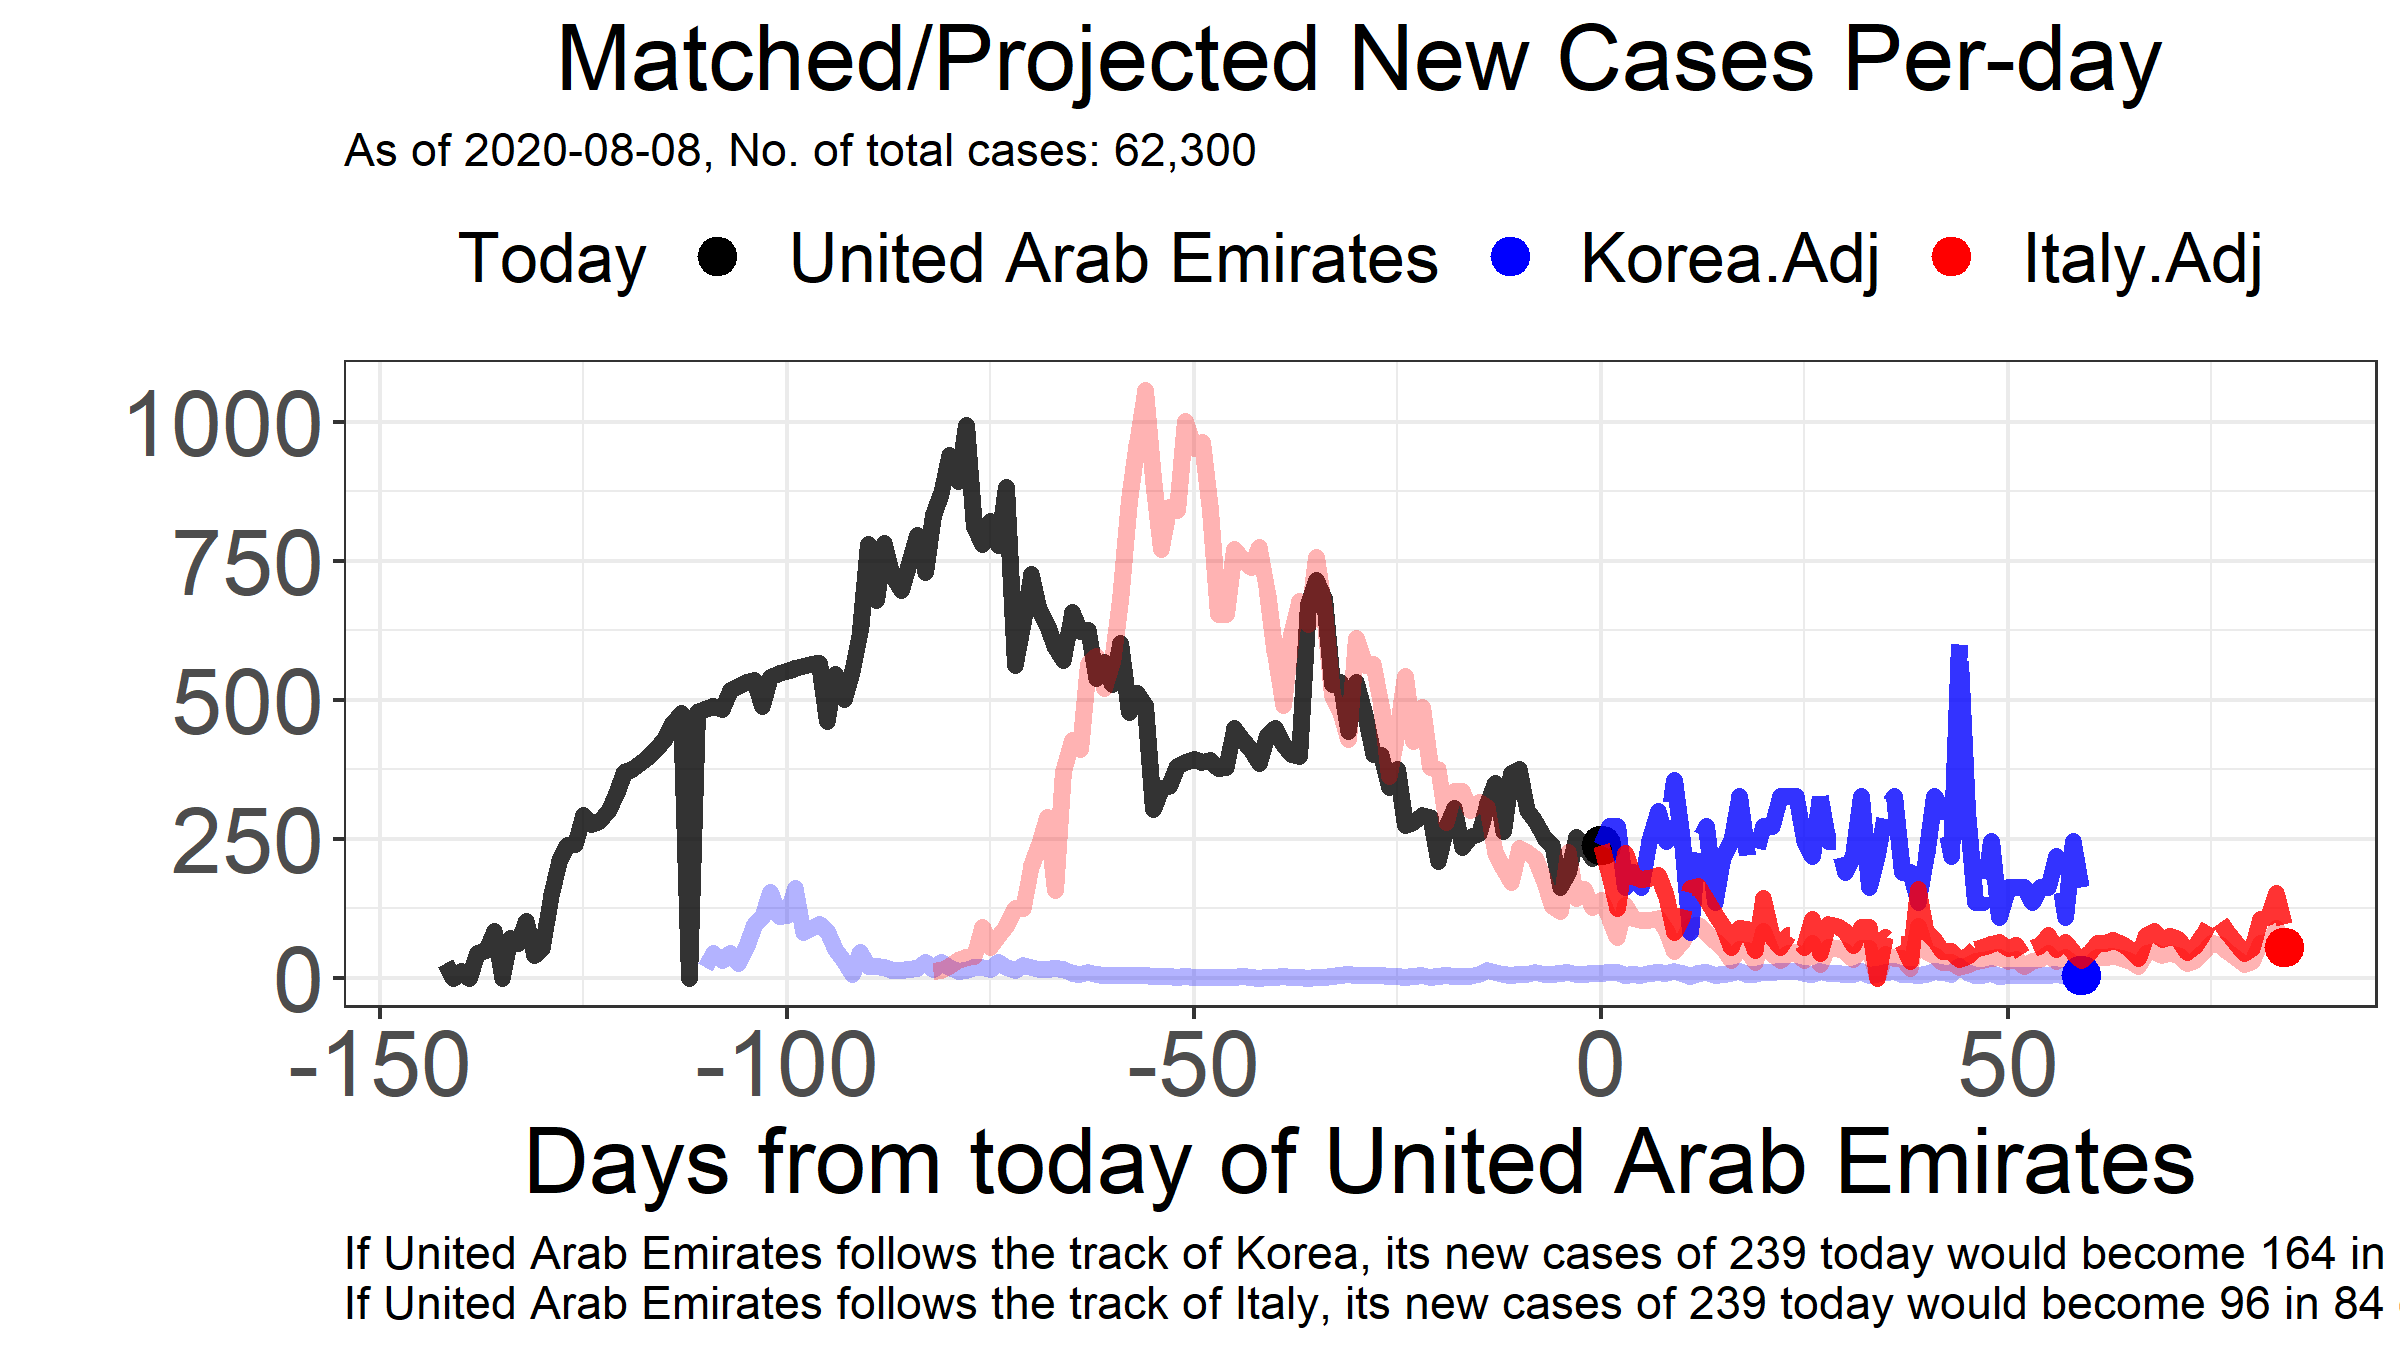 Matched/Projected New Cases Per-day
As of 2020-08-08, No. of total cases: 62,300
Today United Arab Emirates Korea.Adj Italy.Adj
1000
750
500
250
0
-150 -100 -50 0 50
Days from today of United Arab Emirates
If United Arab Emirates follows the track of Korea, its new cases of 239 today would become 164 in
If United Arab Emirates follows the track of Italy, its new cases of 239 today would become 96 in 84